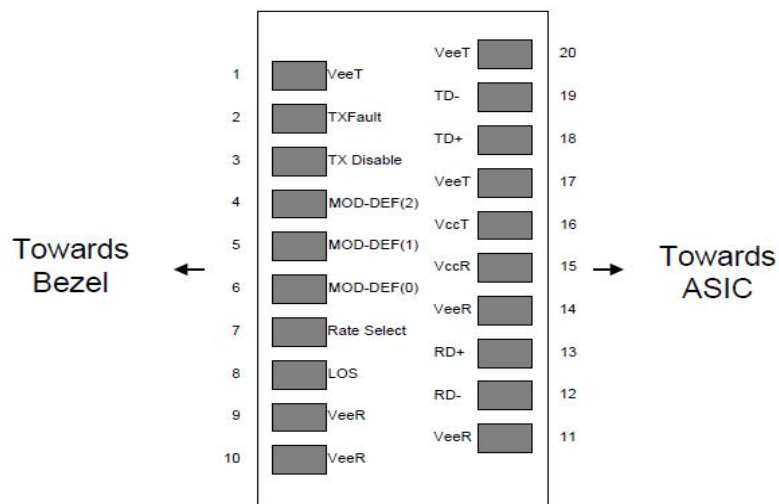 VeeT 20
1 VeeT
TD- 19
2 TXFault
TD+ 18
3 TX Disable
VeeT 17
4 MOD-DEF(2)
VccT 16
5 MOD-DEF(1)
Towards
Bezel
VccR 15
Towards
ASIC
6 MOD-DEF(0)
VeeR 14
7 Rate Select
RD+ 13
8 LOS
RD- 12
9 VeeR
VeeR 11
10 VeeR